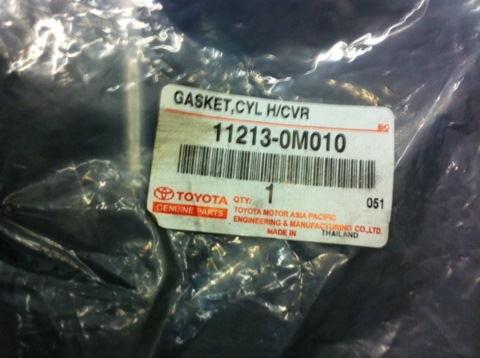 GASKET,CYL H/CVR
BC
11213-0M010
TOYOTA
GENUINE PARTS
QTY:
1
051
TOYOTA MOTOR ASIA PACIFIC
ENGINEERING & MANUFACTURING CO.,LTD.
MADE IN THAILAND